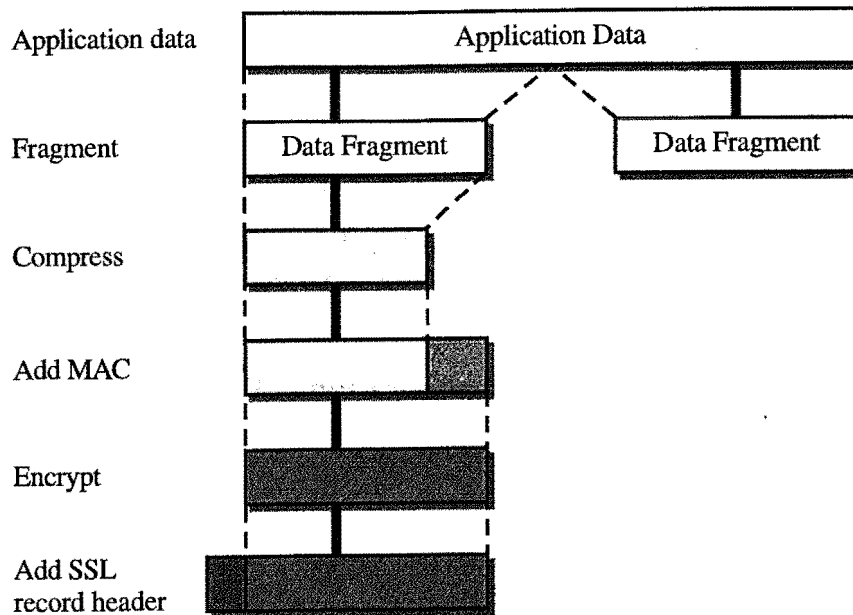 Application data
Application Data
Fragment
Data Fragment
Data Fragment
Compress
Add MAC
Encrypt
Add SSL
record header